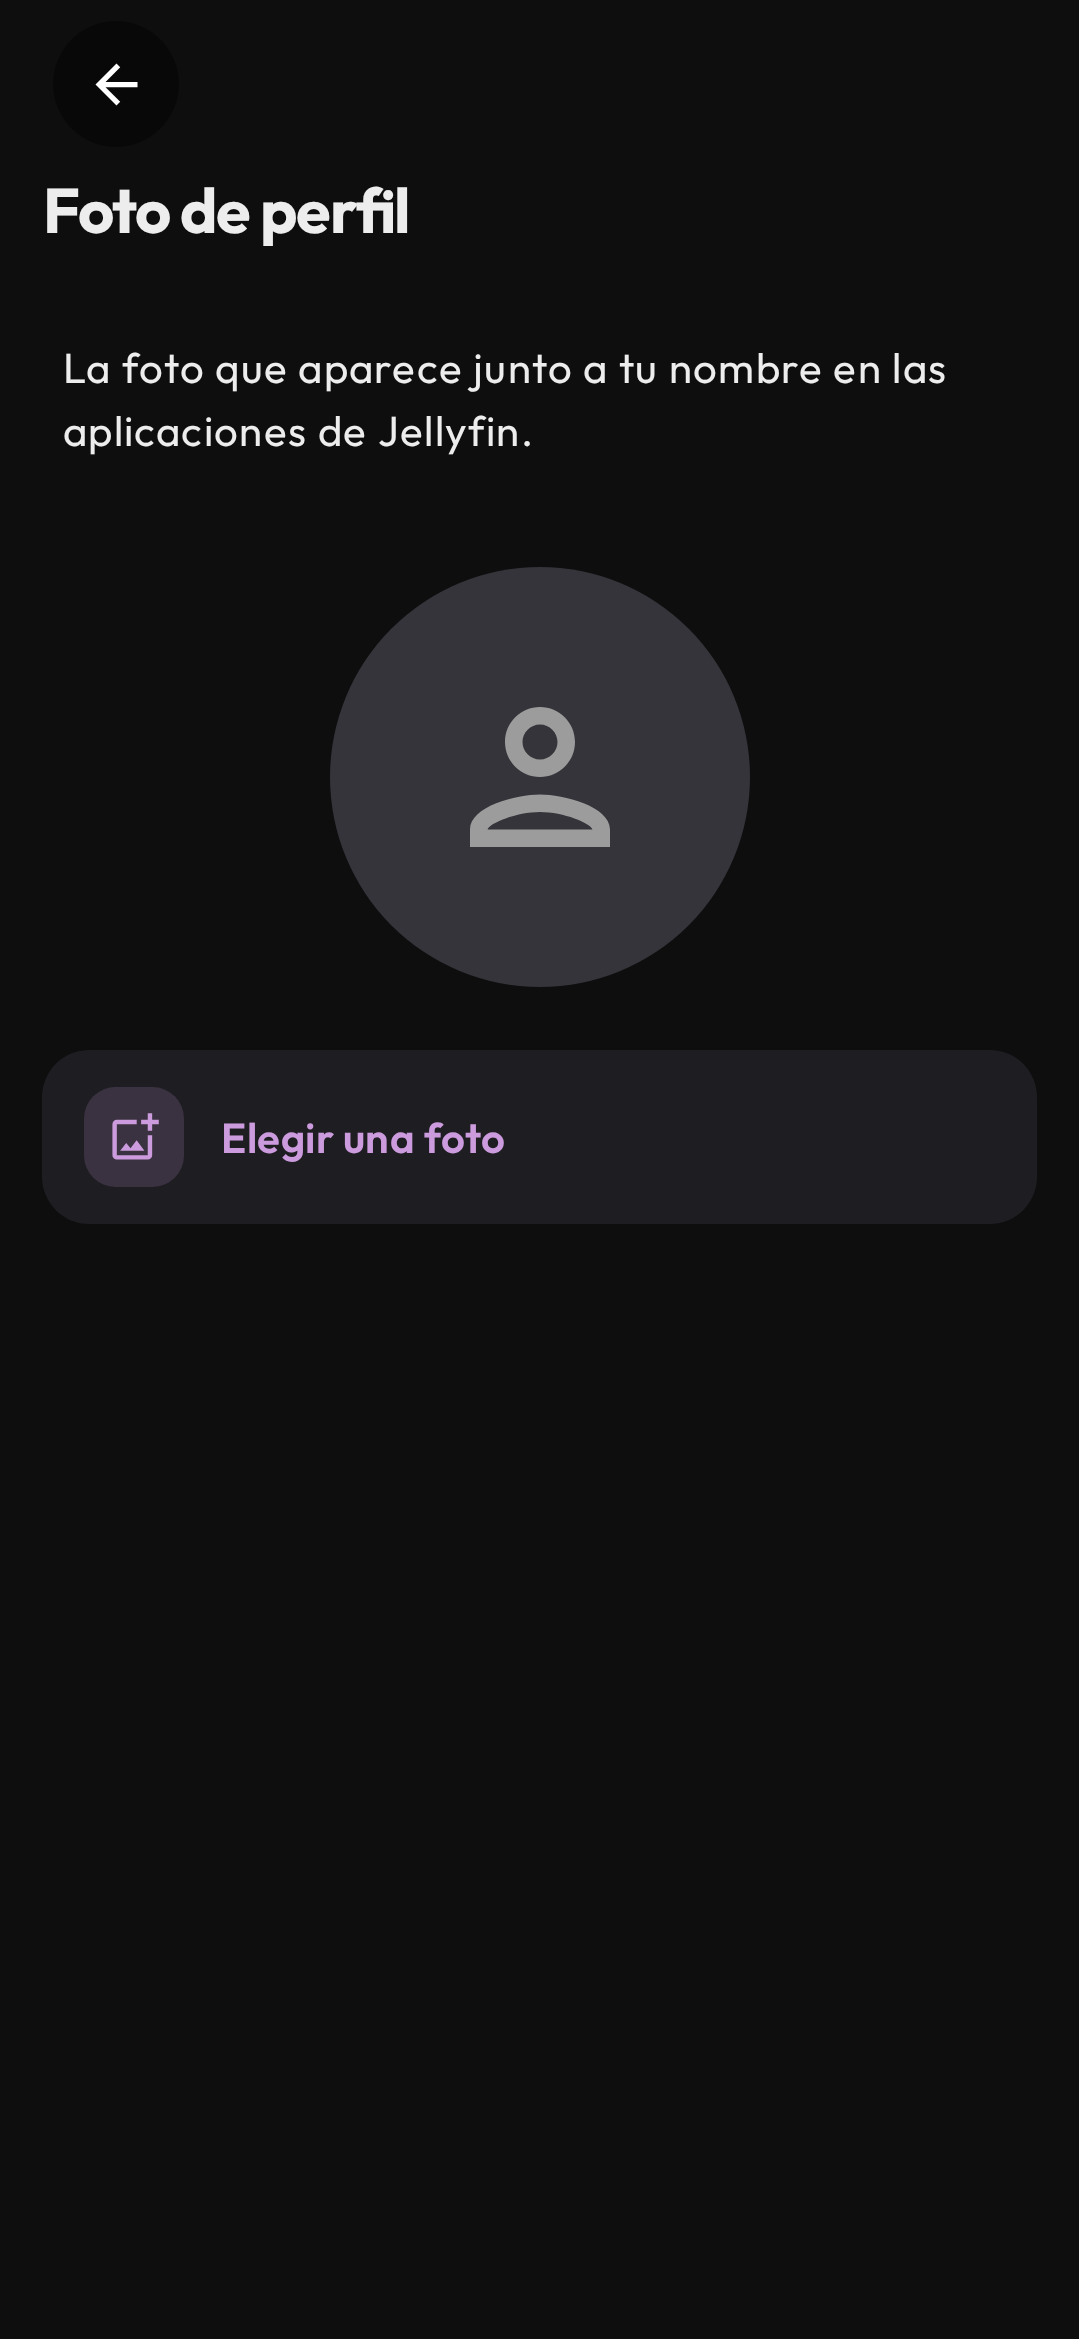 Foto de perfil
La foto que aparece junto a tu nombre en las
aplicaciones de Jellyfin.
Elegir una foto